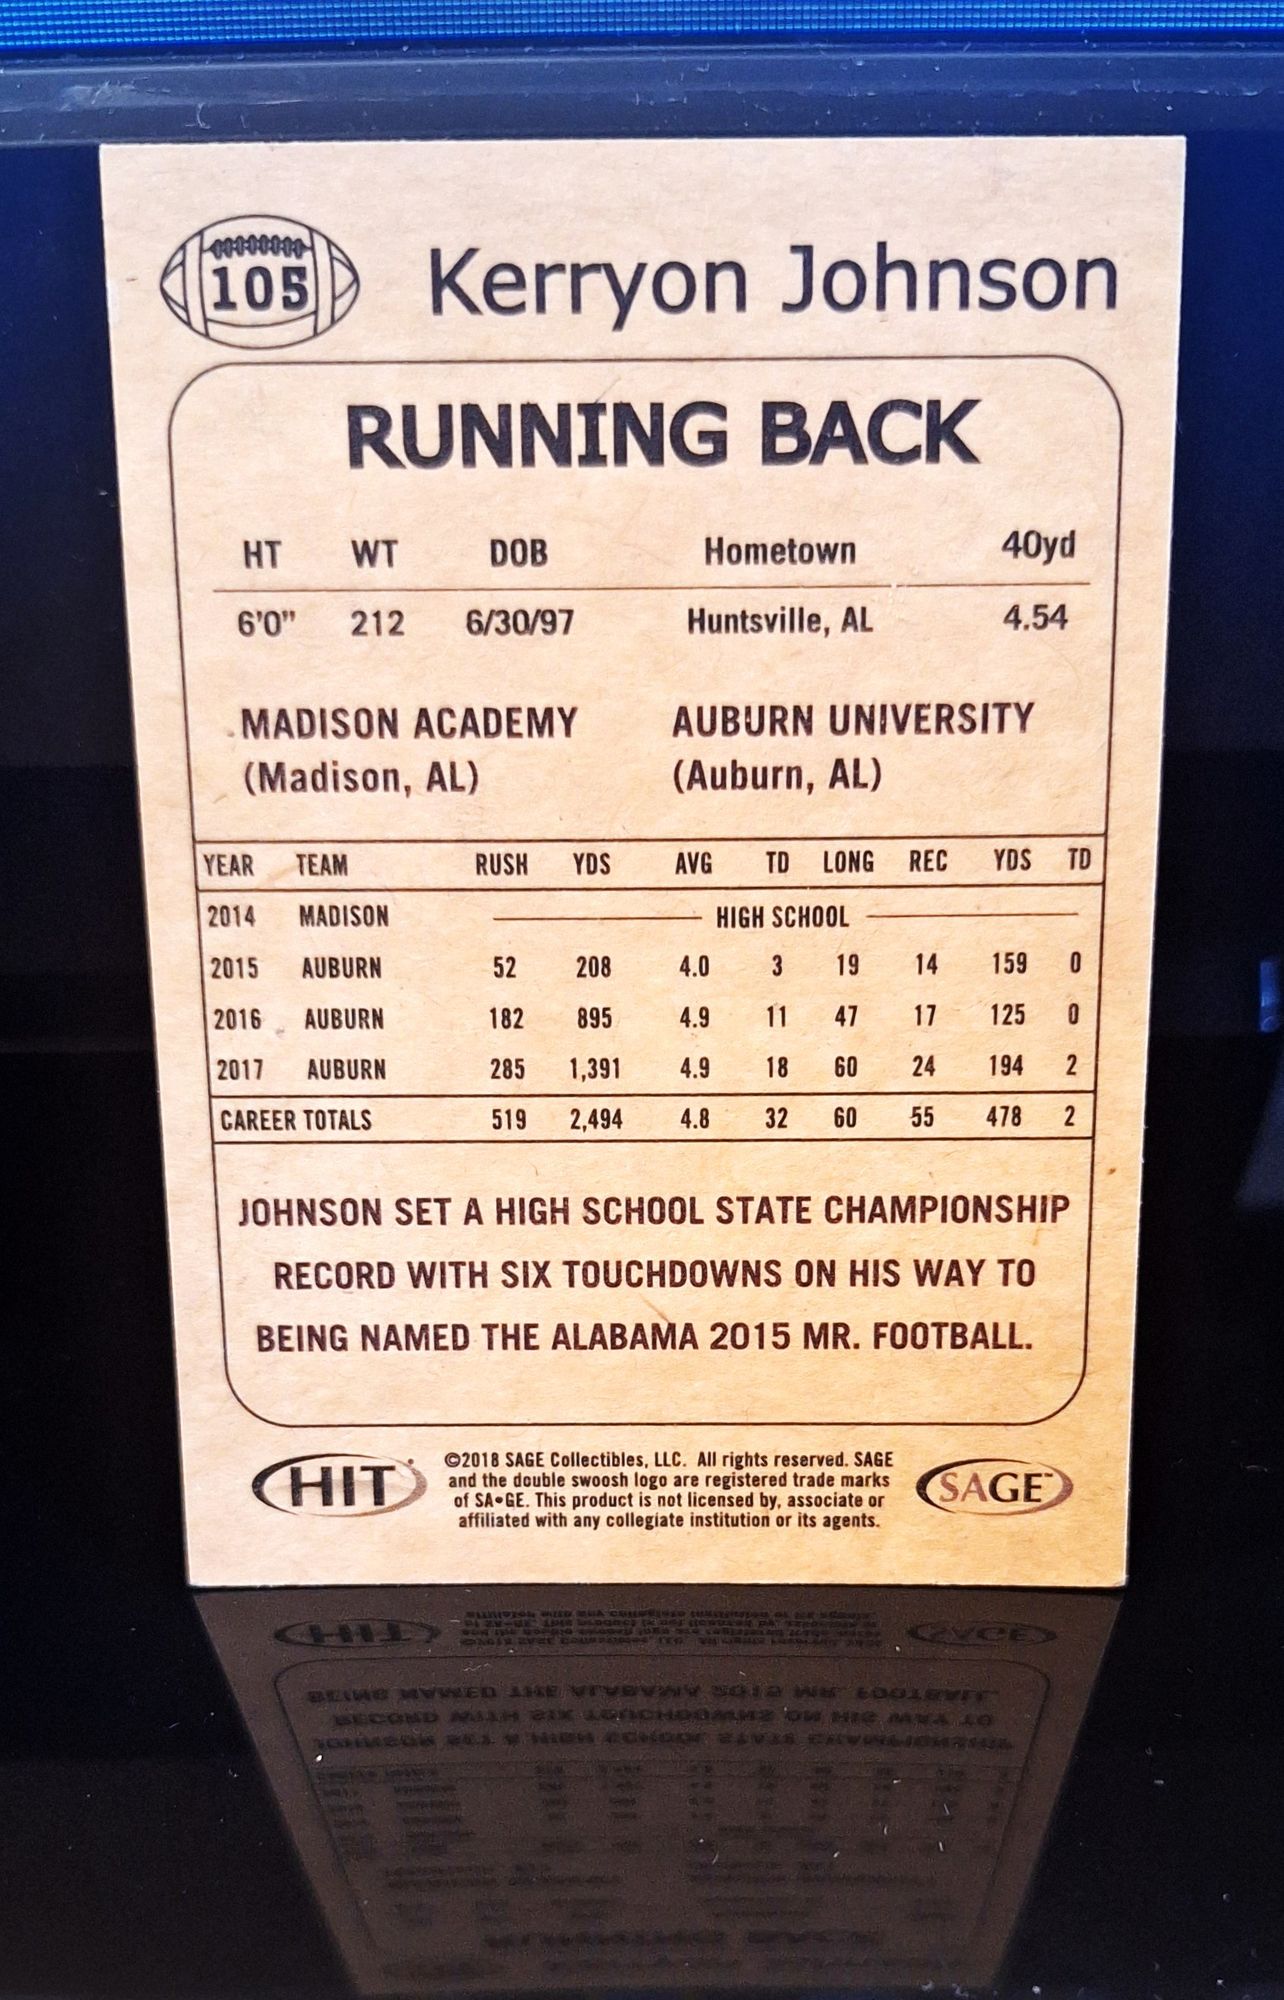 105 Kerryon Johnson
RUNNING BACK
HT WT DOB Hometown 40yd
6'0" 212 6/30/97 Huntsville, AL 4.54
MADISON ACADEMY AUBURN UNIVERSITY
(Madison, AL) (Auburn, AL)
YEAR TEAM RUSH YDS AVG TD LONG REC YDS TD
2014 MADISON HIGH SCHOOL
2015 AUBURN 52 208 4.0 3 19 14 159 0
2016 AUBURN 182 895 4.9 11 47 17 125 0
2017 AUBURN 285 1,391 4.9 18 60 24 194 2
CAREER TOTALS 519 2,494 4.8 32 60 55 478 2
JOHNSON SET A HIGH SCHOOL STATE CHAMPIONSHIP
RECORD WITH SIX TOUCHDOWNS ON HIS WAY TO
BEING NAMED THE ALABAMA 2015 MR. FOOTBALL.
HIT
©2018 SAGE Collectibles, LLC. All rights reserved. SAGE
and the double swoosh logo are registered trade marks
of SA•GE. This product is not licensed by, associate or
affiliated with any collegiate institution or its agents.
SAGE™